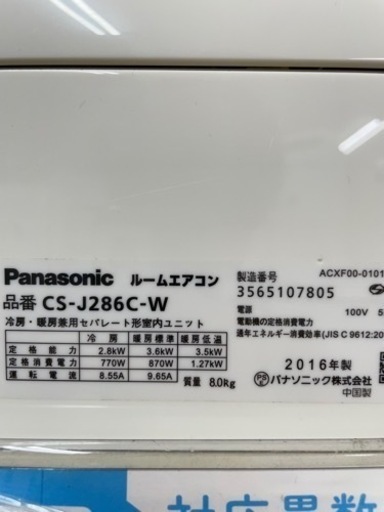 Panasonic ルームエアコン
品番 CS-J286C-W
冷房・暖房兼用セパレート形室内ユニット
冷房 暖房標準 暖房低温
定格能力 2.8kW 3.6kW 3.5kW
定格消費電力 770W 870W 1.27kW
運転電流 8.55A 9.65A
質量 8.0kg
ACXF00-0101
製造番号
3565107805
電源 100V 5
電動機の定格消費電力
通年エネルギー消費効率(JIS C 9612:20
2016年
パナソニック株式会社
中国製
対応畳数